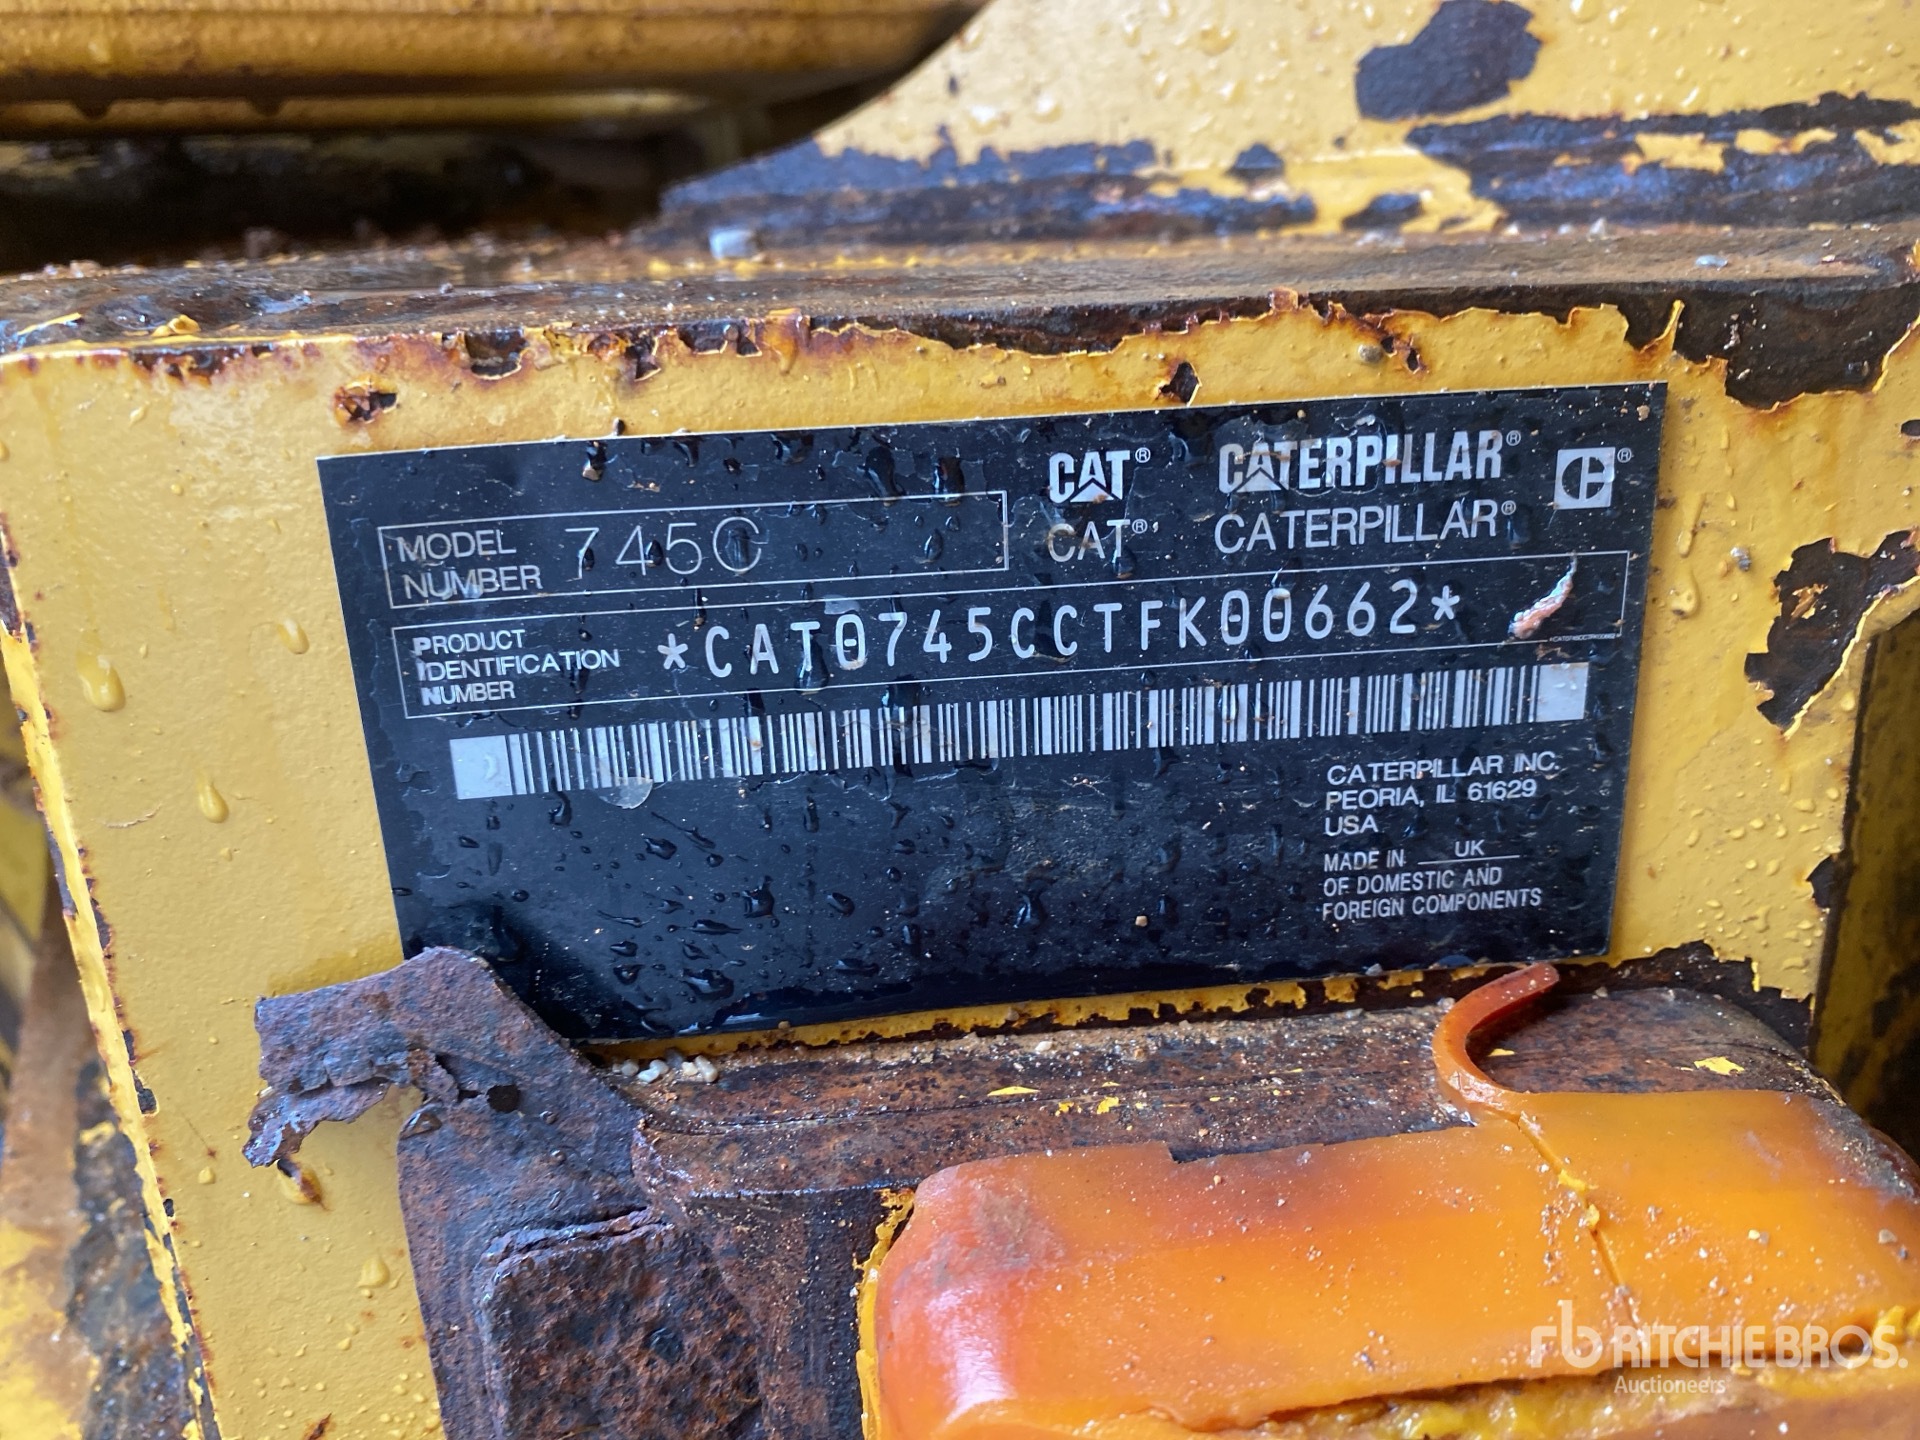 CAT® CATERPILLAR®
CAT®, CATERPILLAR®
MODEL NUMBER 745C
PRODUCT IDENTIFICATION NUMBER *CAT0745CCTFK00662*
CATERPILLAR INC.
PEORIA, IL 61629
USA
MADE IN UK
OF DOMESTIC AND
FOREIGN COMPONENTS
rb RITCHIE BROS.
Auctioneers